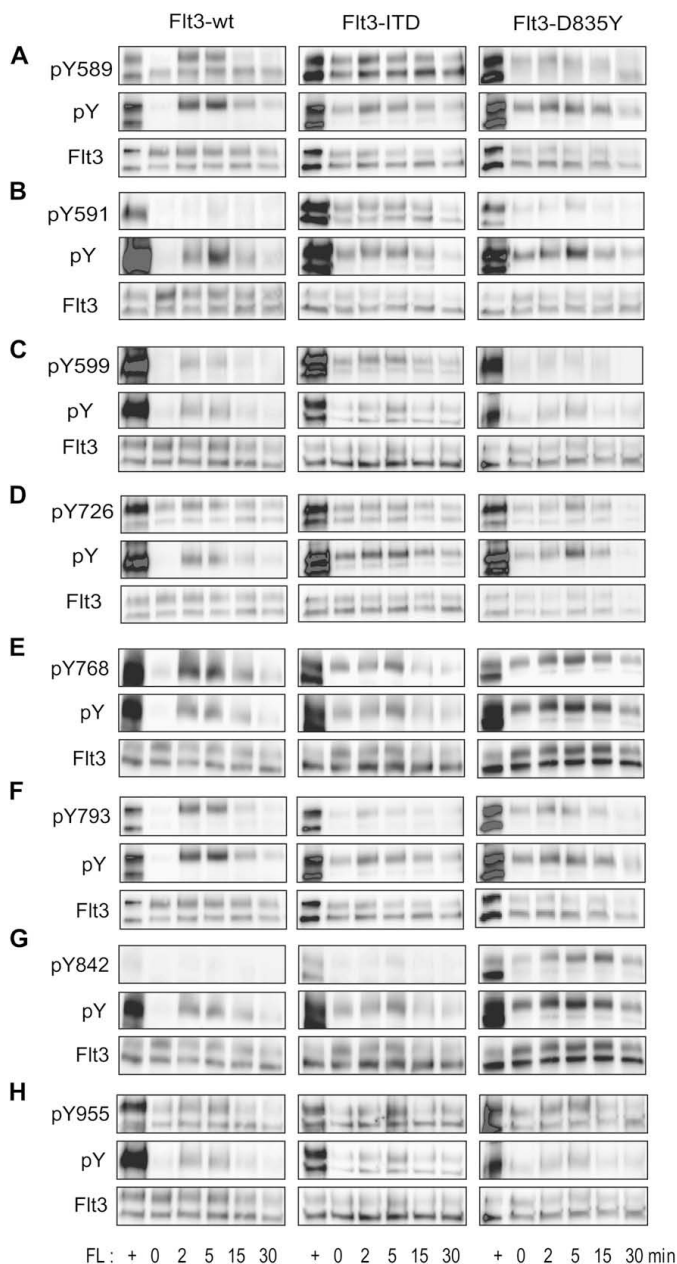 Flt3-wt Flt3-ITD Flt3-D835Y
A
pY589
pY
Flt3
B
pY591
pY
Flt3
C
pY599
pY
Flt3
D
pY726
pY
Flt3
E
pY768
pY
Flt3
F
pY793
pY
Flt3
G
pY842
pY
Flt3
H
pY955
pY
Flt3
FL : + 0 2 5 15 30 + 0 2 5 15 30 + 0 2 5 15 30 min